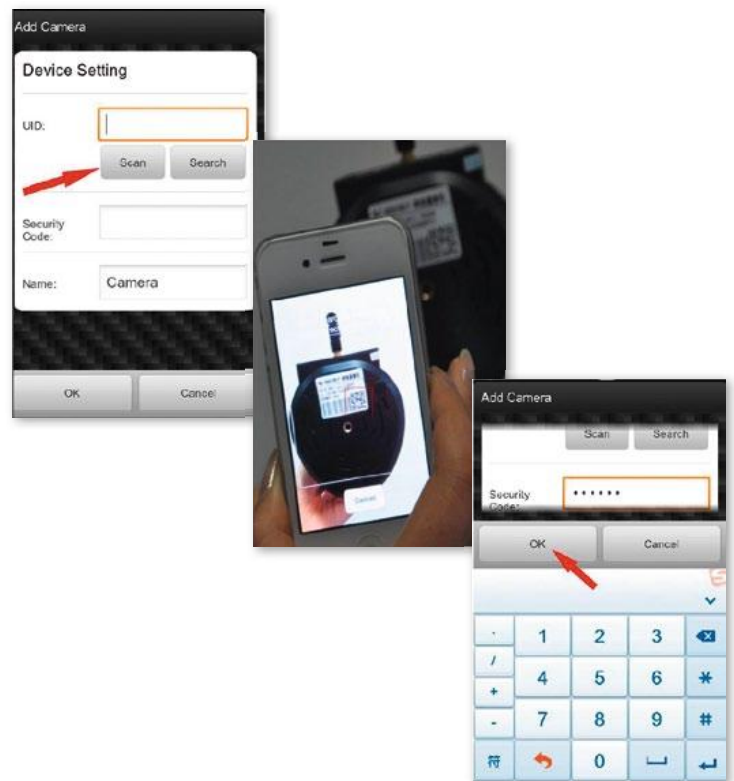 Add Camera
Device Setting
UID:
Scan Search
Security
Code:
Name: Camera
OK Cancel
Cancel
Add Camera
Scan Search
Security ••••••
Code:
OK Cancel
. 1 2 3
/
+ 4 5 6 *
- 7 8 9 #
符 0